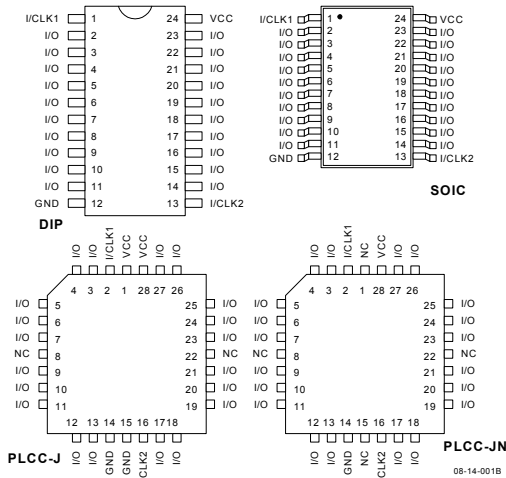 I/CLK1 1 24 VCC
I/O 2 23 I/O
I/O 3 22 I/O
I/O 4 21 I/O
I/O 5 20 I/O
I/O 6 19 I/O
I/O 7 18 I/O
I/O 8 17 I/O
I/O 9 16 I/O
I/O 10 15 I/O
I/O 11 14 I/O
GND 12 13 I/CLK2
DIP
I/CLK1 1 24 VCC
I/O 2 23 I/O
I/O 3 22 I/O
I/O 4 21 I/O
I/O 5 20 I/O
I/O 6 19 I/O
I/O 7 18 I/O
I/O 8 17 I/O
I/O 9 16 I/O
I/O 10 15 I/O
I/O 11 14 I/O
GND 12 13 I/CLK2
SOIC
I/O I/O I/CLK1 VCC VCC I/O I/O
4 3 2 1 28 27 26
I/O 5 25 I/O
I/O 6 24 I/O
I/O 7 23 I/O
NC 8 22 NC
I/O 9 21 I/O
I/O 10 20 I/O
I/O 11 19 I/O
12 13 14 15 16 17 18
I/O I/O GND GND CLK2 I/O I/O
PLCC-J
I/O I/O I/CLK1 NC VCC I/O I/O
4 3 2 1 28 27 26
I/O 5 25 I/O
I/O 6 24 I/O
I/O 7 23 I/O
NC 8 22 NC
I/O 9 21 I/O
I/O 10 20 I/O
I/O 11 19 I/O
12 13 14 15 16 17 18
I/O I/O GND NC CLK2 I/O I/O
PLCC-JN
08-14-001B